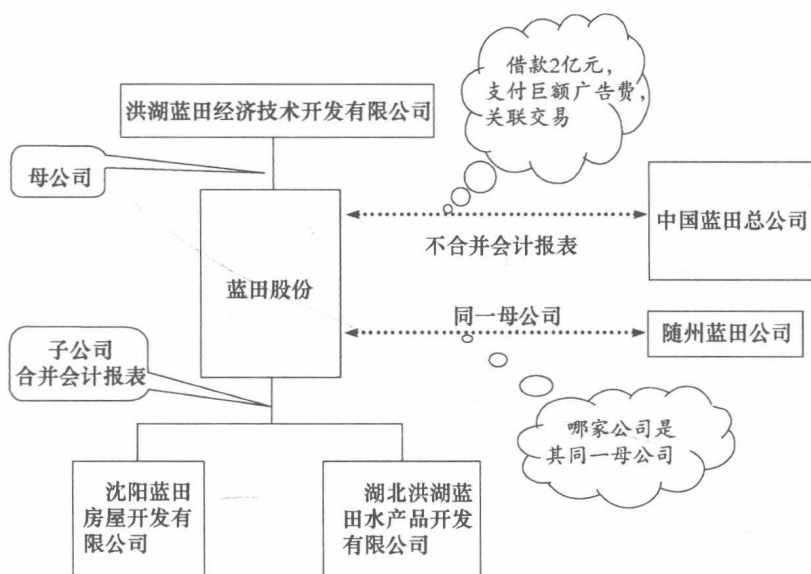 借款2亿元，
支付巨额广告费，
关联交易
洪湖蓝田经济技术开发有限公司
母公司
中国蓝田总公司
不合并会计报表
蓝田股份
同一母公司
随州蓝田公司
子公司
合并会计报表
哪家公司是
其同一母公司
沈阳蓝田
房屋开发有
限公司
湖北洪湖蓝
田水产品开发
有限公司